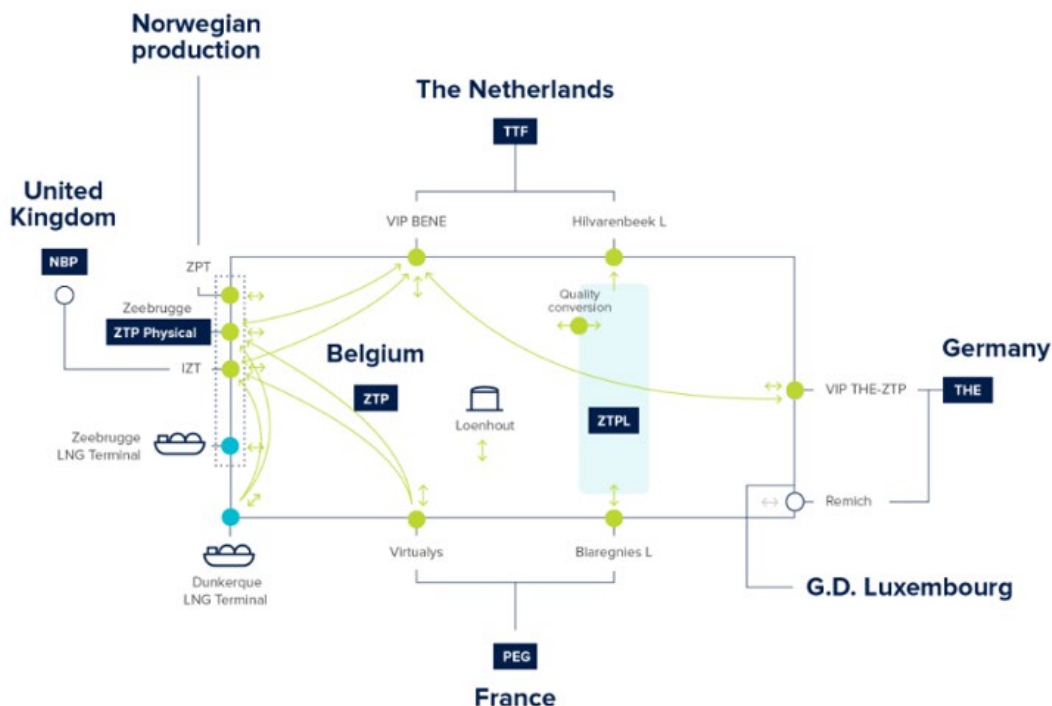 Norwegian
production
The Netherlands
TTF
United
Kingdom
NBP
VIP BENE
Hilvarenbeek L
ZPT
Zeebrugge
ZTP Physical
Quality
conversion
IZT
Belgium
ZTP
Loenhout
ZTPL
Germany
VIP THE-ZTP
THE
Zeebrugge
LNG Terminal
Remich
Virtualys
Blaregnies L
Dunkerque
LNG Terminal
G.D. Luxembourg
PEG
France